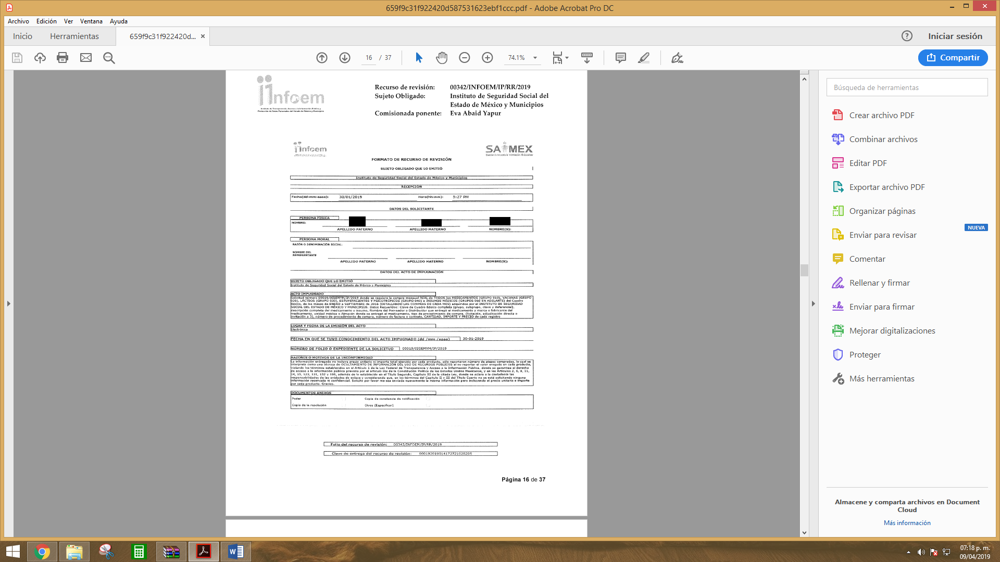 659f9c31f922420d587531623ebf1ccc.pdf - Adobe Acrobat Pro DC
Archivo Edición Ver Ventana Ayuda
Inicio Herramientas 659f9c31f922420d... × Iniciar sesión
16 / 37 74.1% Compartir
infoem
Instituto de Transparencia, Acceso a la Información Pública y
Protección de Datos Personales del Estado de México y Municipios
Recurso de revisión: 00342/INFOEM/IP/RR/2019
Sujeto Obligado: Instituto de Seguridad Social del
Estado de México y Municipios
Comisionada ponente: Eva Abaid Yapur
infoem SAIMEX
FORMATO DE RECURSO DE REVISIÓN
SUJETO OBLIGADO QUE LO EMITIÓ
Instituto de Seguridad Social del Estado de México y Municipios
RECEPCIÓN
Fecha(dd-mm-aaaa): 30/01/2019 Hora(hh:mm): 5:27 PM
DATOS DEL SOLICITANTE
PERSONA FÍSICA
NOMBRE:
APELLIDO PATERNO APELLIDO MATERNO NOMBRE(S):
PERSONA MORAL
RAZÓN O DENOMINACIÓN SOCIAL:
NOMBRE DEL
REPRESENTANTE
APELLIDO PATERNO APELLIDO MATERNO NOMBRE(S):
DATOS DEL ACTO DE IMPUGNACIÓN
SUJETO OBLIGADO QUE LO EMITIÓ
Instituto de Seguridad Social del Estado de México y Municipios
ACTO IMPUGNADO
Solicitud número 00019/ISSEMYM/IP/2019 donde se requiere la compra mensual REAL de TODOS los MEDICAMENTOS (GRUPO 010), VACUNAS (GRUPO
020), LÁCTEOS (GRUPO 030), ESTUPEFACIENTES Y PSICOTRÓPICOS (GRUPO 040) e INSUMOS MÉDICOS (GRUPOS 060 EN ADELANTE) del Cuadro
Básico, de los meses de ENERO a SEPTIEMBRE de 2018 (DETALLANDO LAS COMPRAS DE CADA MES) adquiridos por el INSTITUTO DE SEGURIDAD
SOCIAL DEL ESTADO DE MÉXICO Y MUNICIPIOS. Datos Requeridos: Clave de Cuadro Básico completa (grupo, subgrupo, clave y diferencial),
descripción completa del medicamento o insumo, Nombre del Proveedor o Distribuidor que entregó el medicamento y marca o fabricante del
medicamento, unidad médica o Almacén donde se entregó el medicamento, tipo de procedimiento de compra, (licitación, adjudicación directa o
invitación a 3), número de procedimiento de compra, número de factura o contrato, CANTIDAD, IMPORTE Y PRECIO de cada registro
LUGAR Y FECHA DE LA EMISIÓN DEL ACTO
Electrónica
FECHA EN QUE SE TUVO CONOCIMIENTO DEL ACTO IMPUGNADO (dd /mm /aaaa) 30-01-2019
NÚMERO DE FOLIO O EXPEDIENTE DE LA SOLICITUD 00019/ISSEMYM/IP/2019
RAZONES O MOTIVOS DE LA INCONFORMIDAD
La información entregado no incluye precio unitario ni importe total ejercido por cada producto, sólo reportaron número de piezas compradas, lo cual se
interpreta como una técnica de OCULTAMIENTO DE INFORMACIÓN DEL USO DE RECURSOS PÚBLICOS al no reportar el valor erogado en cada producto,
violando los términos establecidos en el Artículo 1 de la Ley Federal de Transparencia y Acceso a la Información Pública, donde se garantiza el derecho
de acceso a la información pública previsto por el artículo 6to de la Constitución Política de los Estados Unidos Mexicanos, y en los Artículos 2, 6, 9, 11,
14, 15, 122, 131, 132 y 186, además de lo establecido en el Título Segundo, Capítulo III de la citada Ley, donde se aclara a la ciudadanía las
responsabilidades de las unidades de enlace y considerando que, en los términos del Capítulo II y III del Título Cuarto no se está solicitando ninguna
información reservada ni confidencial. Solicito por favor me sea enviada nuevamente la misma información pero incluyendo el precio unitario o importe
por cada producto. Gracias.
DOCUMENTOS ANEXOS
Poder Copia de constancia de notificación
Copia de la resolución Otros (Especificar)
Folio del recurso de revisión: 00342/INFOEM/IP/RR/2019
Clave de entrega del recurso de revisión: 000192019014172721028205
Página 16 de 37
Búsqueda de herramientas
Crear archivo PDF
Combinar archivos
Editar PDF
Exportar archivo PDF
Organizar páginas
NUEVA
Enviar para revisar
Comentar
Rellenar y firmar
Enviar para firmar
Mejorar digitalizaciones
Proteger
Más herramientas
Almacene y comparta archivos en Document
Cloud
Más información
07:18 p. m.
09/04/2019